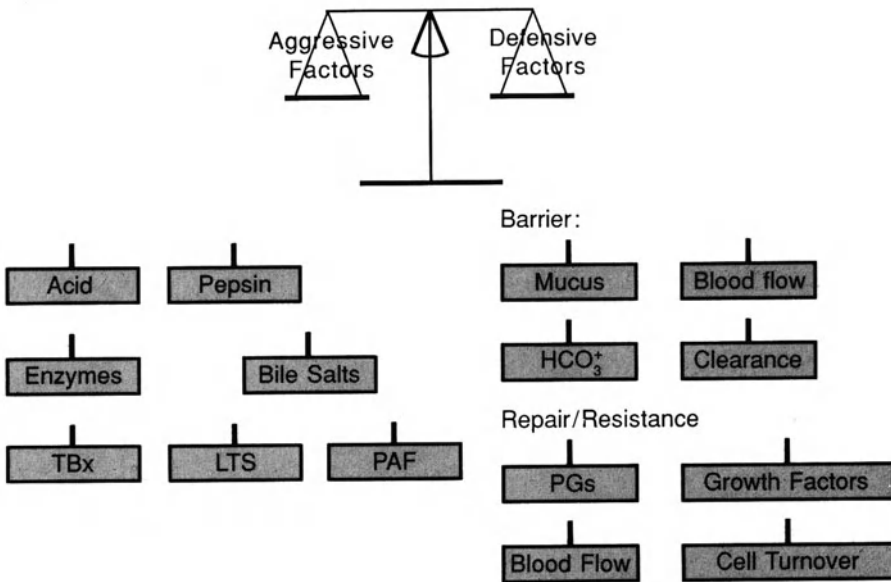 Aggressive
Factors
Defensive
Factors
Acid
Pepsin
Enzymes
Bile Salts
TBx
LTS
PAF
Barrier:
Mucus
Blood flow
HCO₃⁺
Clearance
Repair/Resistance
PGs
Growth Factors
Blood Flow
Cell Turnover